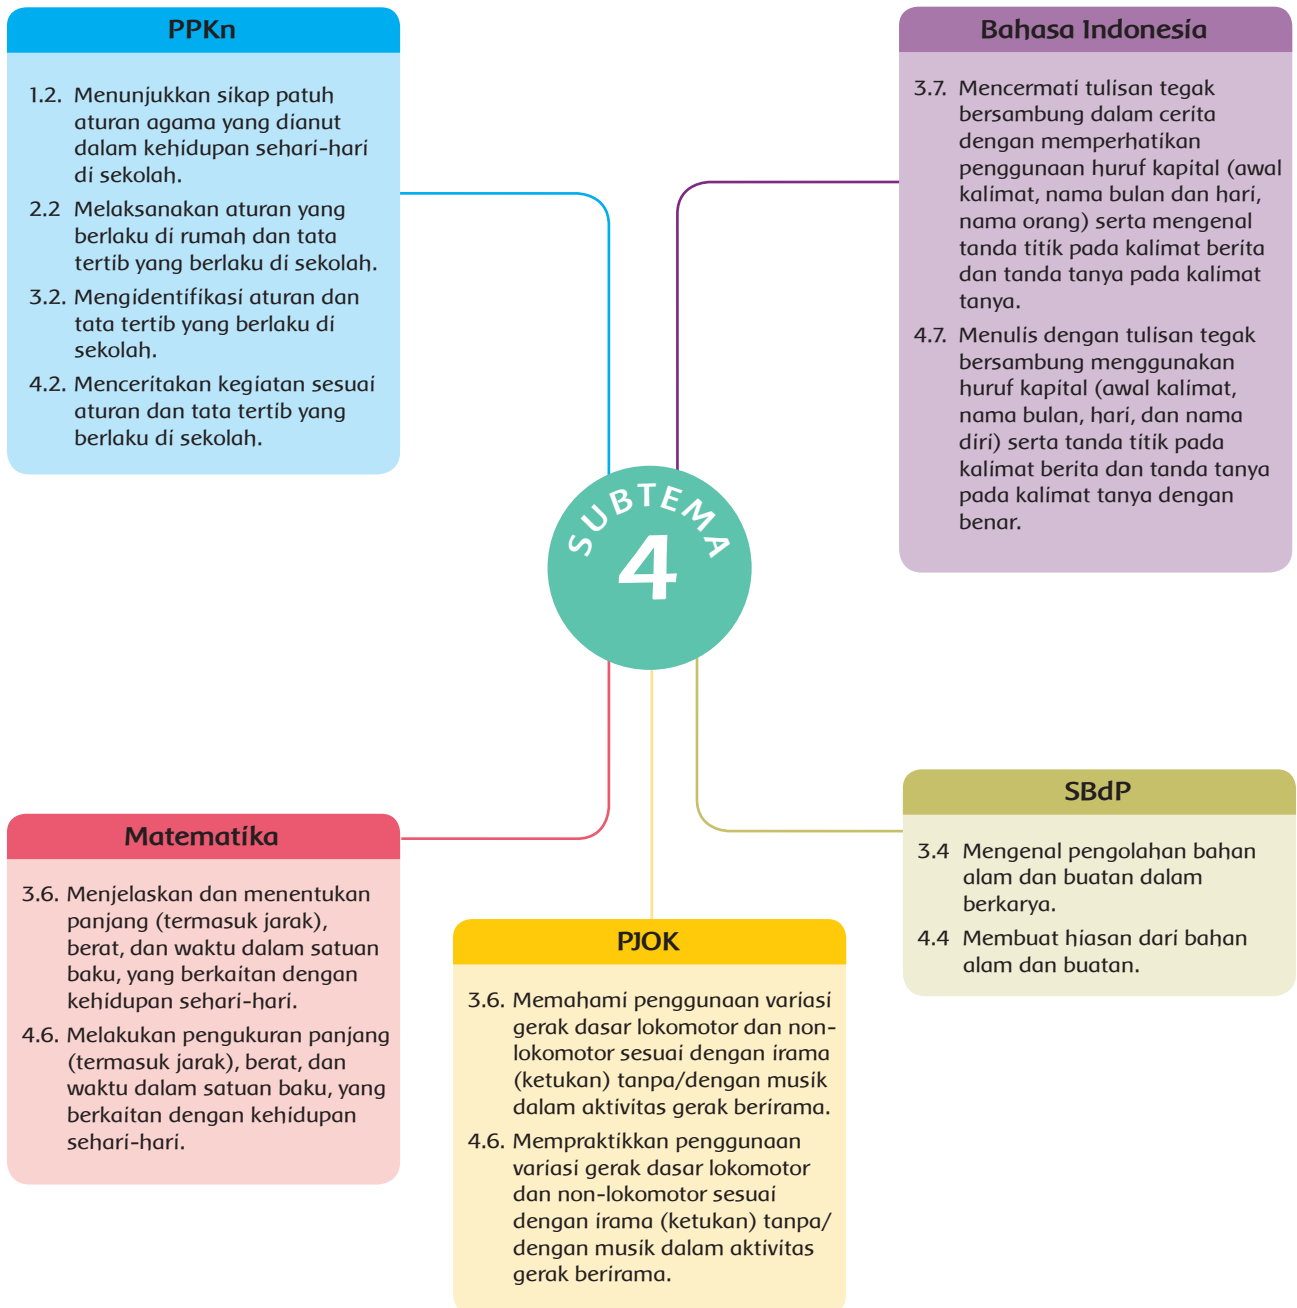 PPKn
1.2. Menunjukkan sikap patuh
aturan agama yang dianut
dalam kehidupan sehari-hari
di sekolah.
2.2 Melaksanakan aturan yang
berlaku di rumah dan tata
tertib yang berlaku di sekolah.
3.2. Mengidentifikasi aturan dan
tata tertib yang berlaku di
sekolah.
4.2. Menceritakan kegiatan sesuai
aturan dan tata tertib yang
berlaku di sekolah.
Bahasa Indonesia
3.7. Mencermati tulisan tegak
bersambung dalam cerita
dengan memperhatikan
penggunaan huruf kapital (awal
kalimat, nama bulan dan hari,
nama orang) serta mengenal
tanda titik pada kalimat berita
dan tanda tanya pada kalimat
tanya.
4.7. Menulis dengan tulisan tegak
bersambung menggunakan
huruf kapital (awal kalimat,
nama bulan, hari, dan nama
diri) serta tanda titik pada
kalimat berita dan tanda tanya
pada kalimat tanya dengan
benar.
SUBTEMA
4
Matematika
3.6. Menjelaskan dan menentukan
panjang (termasuk jarak),
berat, dan waktu dalam satuan
baku, yang berkaitan dengan
kehidupan sehari-hari.
4.6. Melakukan pengukuran panjang
(termasuk jarak), berat, dan
waktu dalam satuan baku, yang
berkaitan dengan kehidupan
sehari-hari.
PJOK
3.6. Memahami penggunaan variasi
gerak dasar lokomotor dan non-
lokomotor sesuai dengan irama
(ketukan) tanpa/dengan musik
dalam aktivitas gerak berirama.
4.6. Mempraktikkan penggunaan
variasi gerak dasar lokomotor
dan non-lokomotor sesuai
dengan irama (ketukan) tanpa/
dengan musik dalam aktivitas
gerak berirama.
SBdP
3.4 Mengenal pengolahan bahan
alam dan buatan dalam
berkarya.
4.4 Membuat hiasan dari bahan
alam dan buatan.